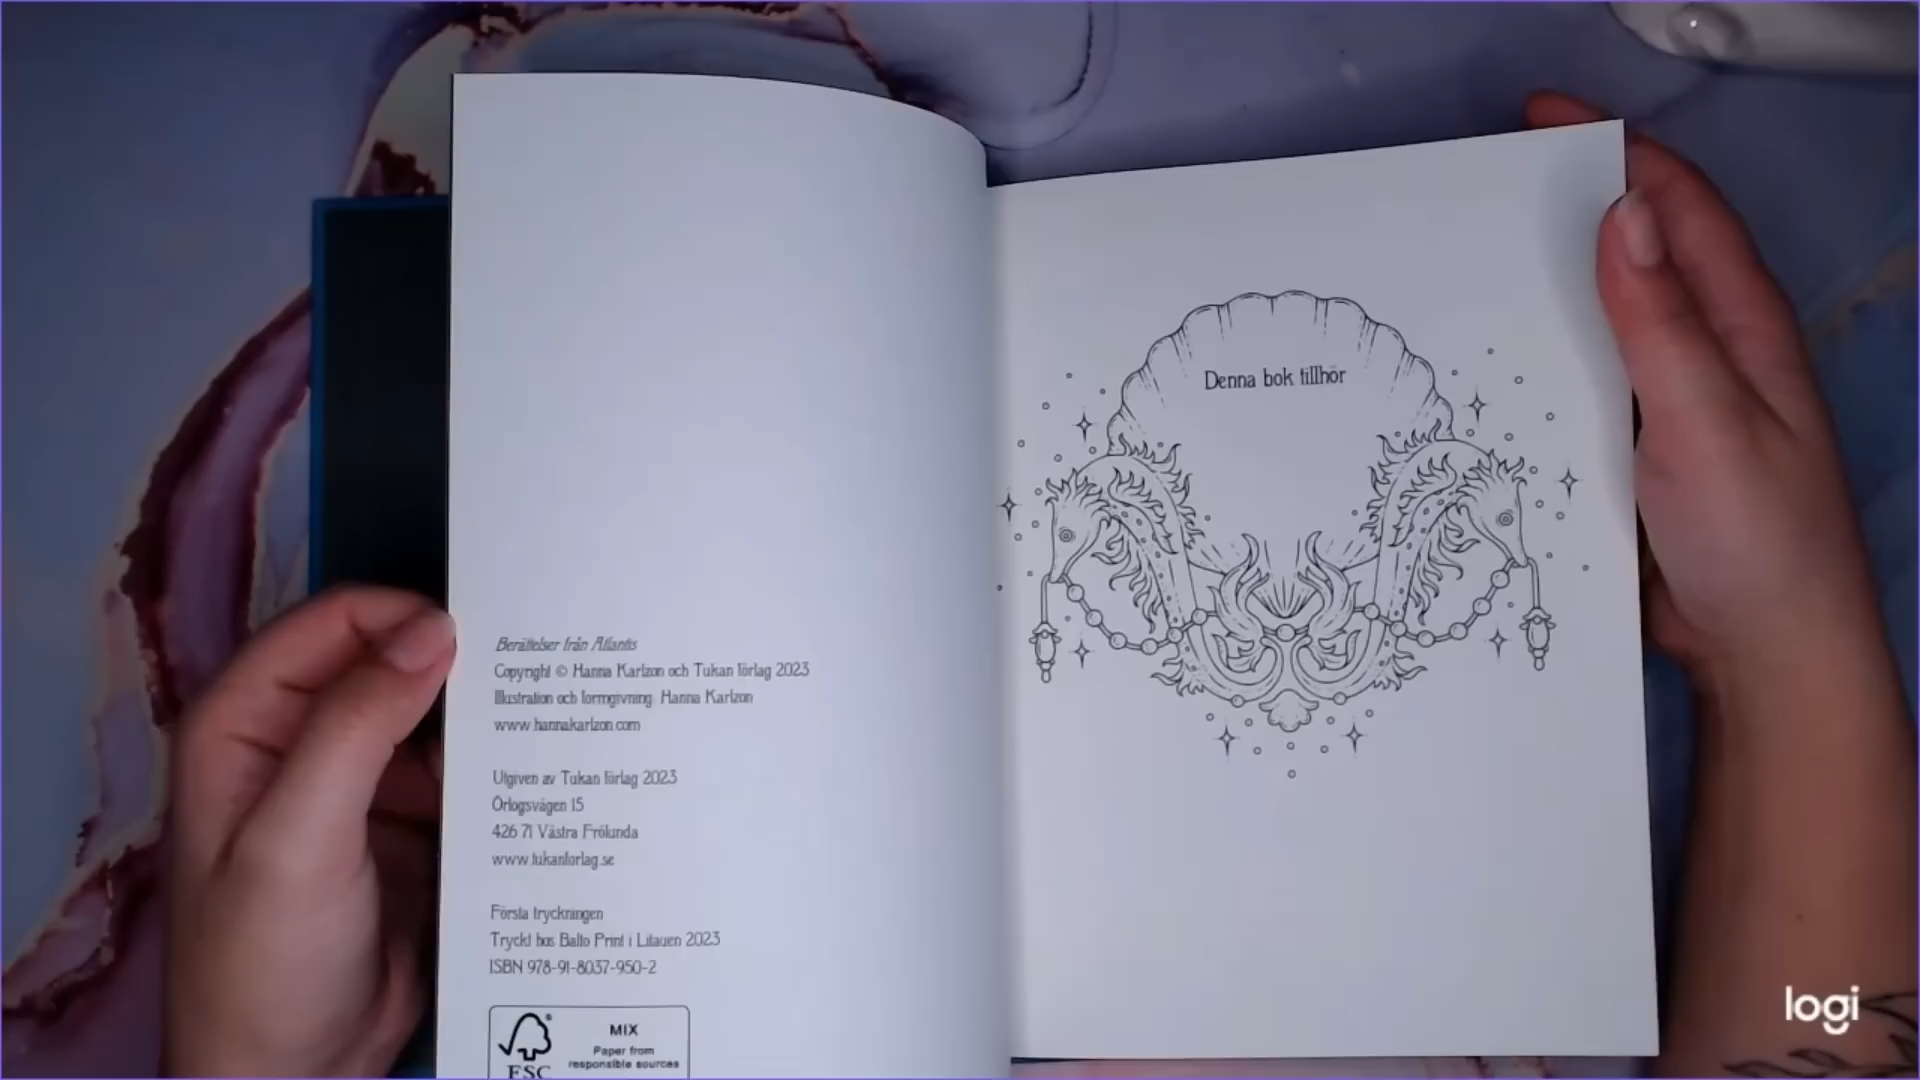 Berättelser från Atlantis
Copyright © Hanna Karlzon och Tukan förlag 2023
Illustration och formgivning: Hanna Karlzon
www.hannakarlzon.com
Utgiven av Tukan förlag 2023
Örlogsvägen 15
426 71 Västra Frölunda
www.tukanforlag.se
Första tryckningen
Tryckt hos Balto Print i Litauen 2023
ISBN 978-91-8037-950-2
MIX
Paper from
responsible sources
FSC
Denna bok tillhör
logi